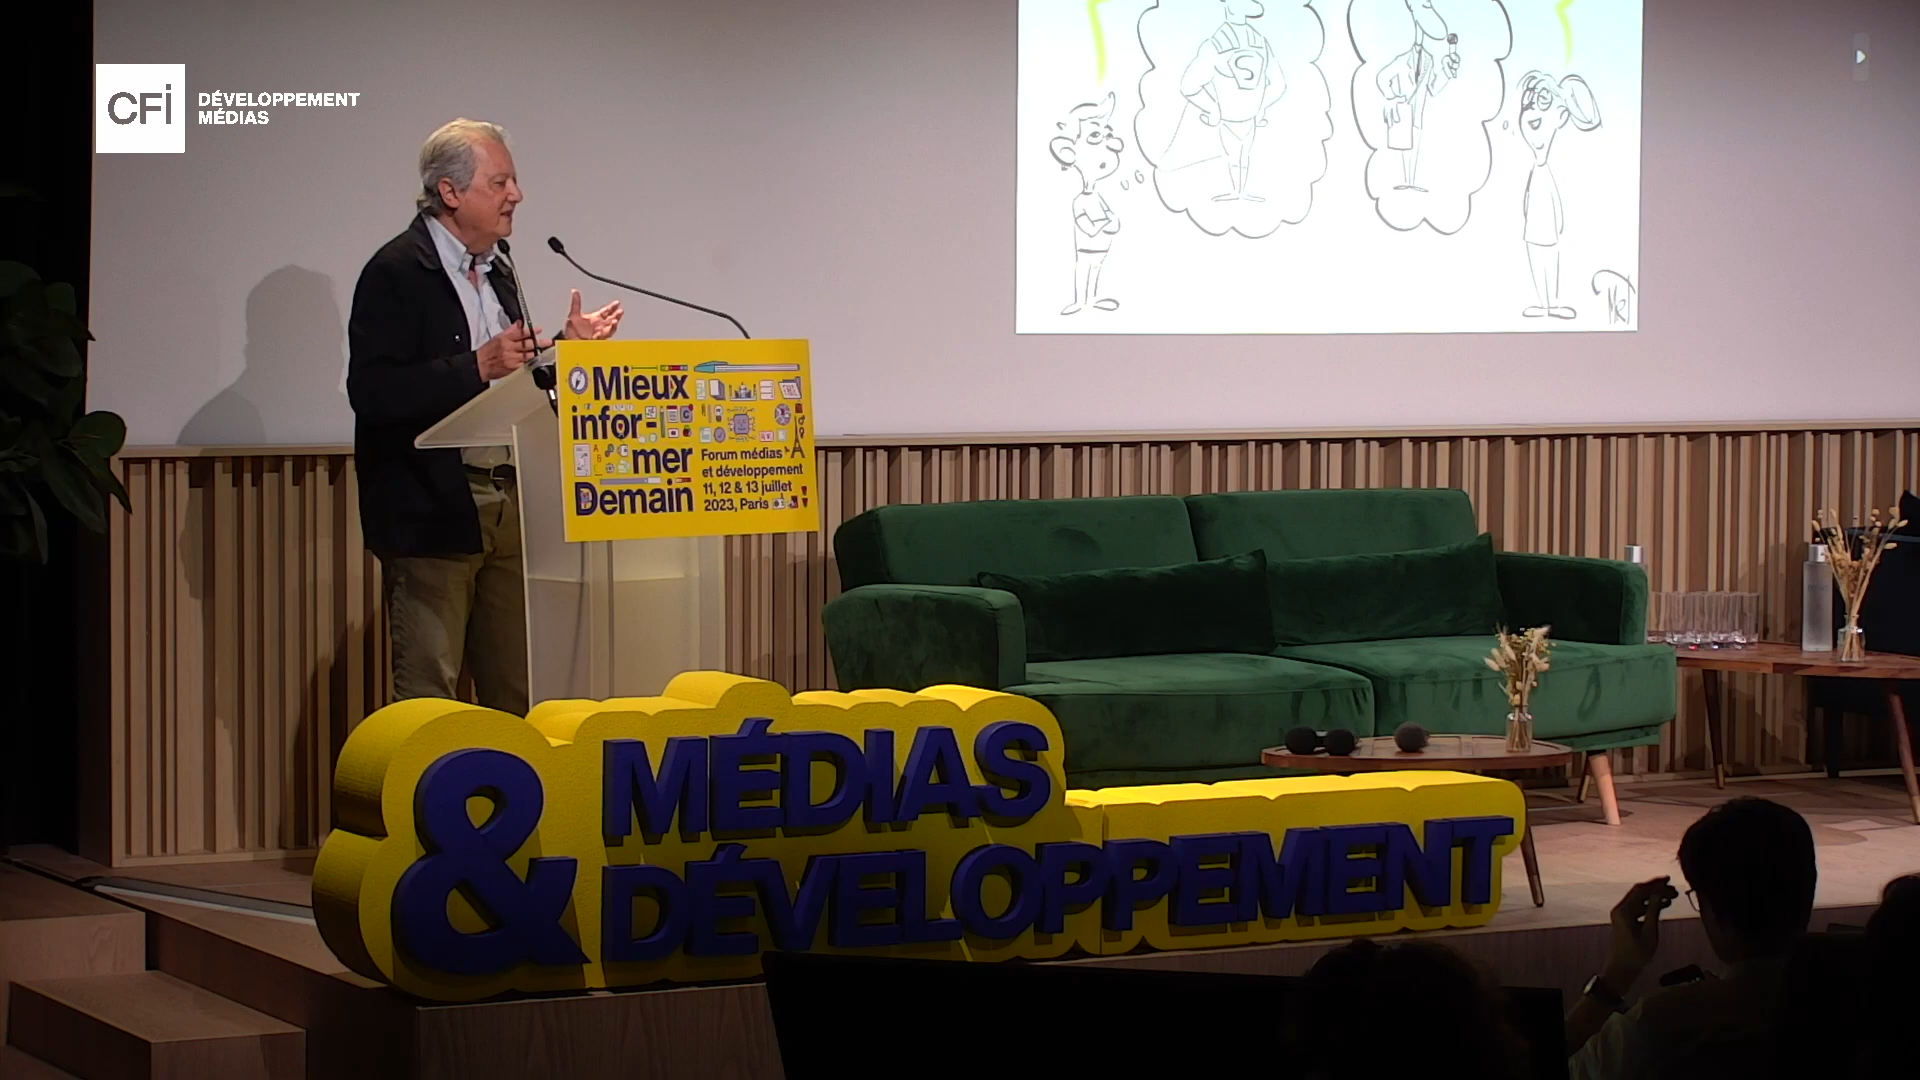 CFi
DÉVELOPPEMENT
MÉDIAS
S
Mieux
infor-
mer
Demain
Forum médias
et développement
11, 12 & 13 juillet
2023, Paris
& MÉDIAS
DÉVELOPPEMENT